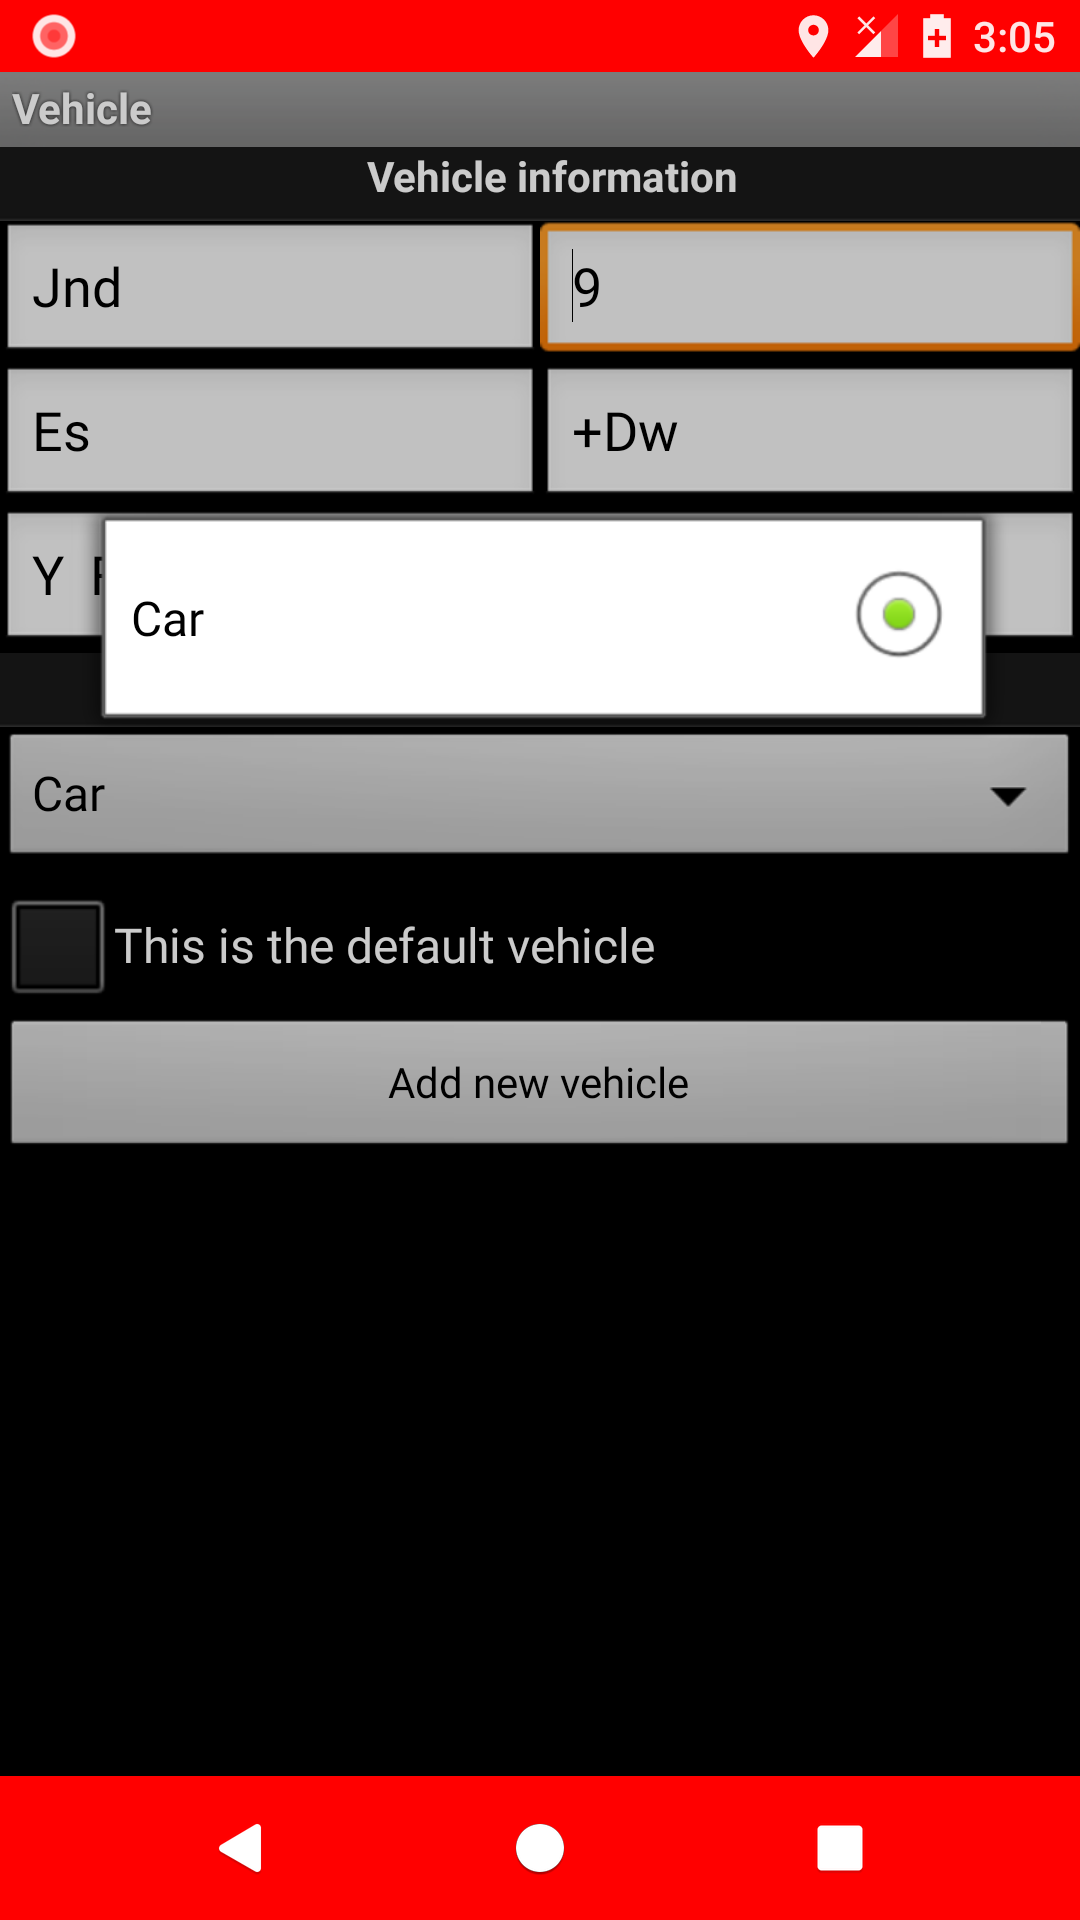 3:05
Vehicle
Vehicle information
Jnd
9
Es
+Dw
Y
Car
Car
This is the default vehicle
Add new vehicle